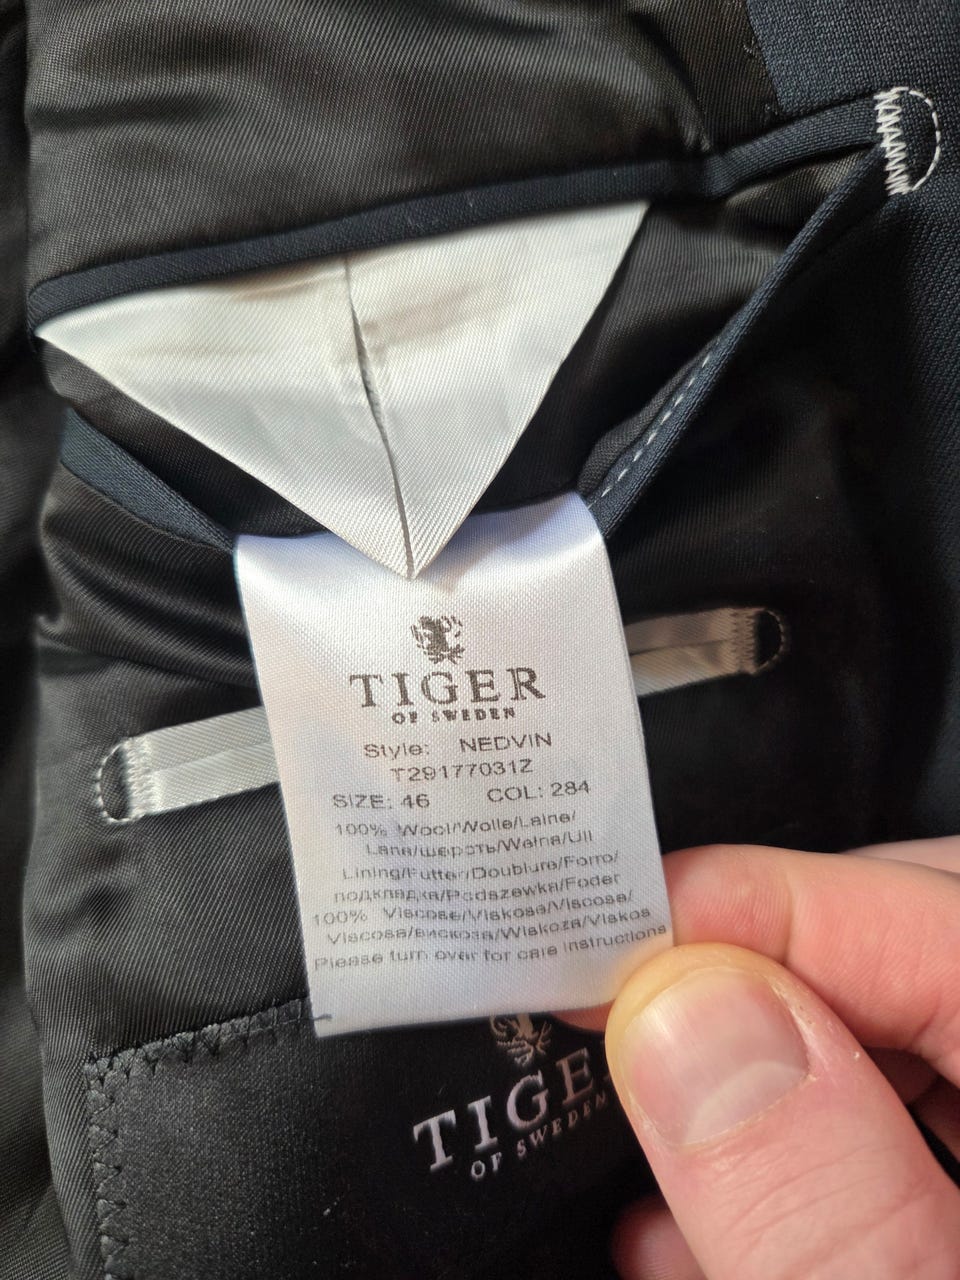 TIGER
OF SWEDEN
Style: NEDVIN
T29177031Z
SIZE: 46 COL: 284
100% Wool/Wolle/Laine/
Lana/шерсть/Wełna/Ull
Lining/Futter/Doublure/Forro/
подкладка/Podszewka/Foder
100% Viscose/Viskose/Viscose/
Viscosa/вискоза/Wiskoza/Viskos
Please turn over for care instructions
TIGE
OF SWEDEN